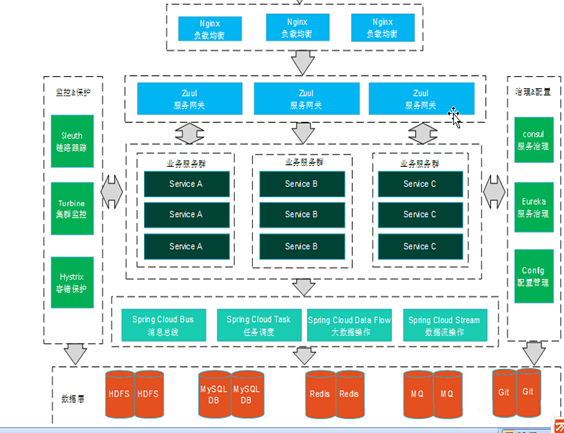 Nginx
负载均衡
Nginx
负载均衡
Nginx
负载均衡
监控&保护
Zuul
服务网关
Zuul
服务网关
Zuul
服务网关
治理&配置
Sleuth
链路跟踪
Turbine
集群监控
Hystrix
容错保护
业务服务群
Service A
Service A
Service A
业务服务群
Service B
Service B
Service B
业务服务群
Service C
Service C
Service C
consul
服务治理
Eureka
服务治理
Config
配置管理
Spring Cloud Bus
消息总线
Spring Cloud Task
任务调度
Spring Cloud Data Flow
大数据操作
Spring Cloud Stream
数据流操作
数据层
HDFS
HDFS
MySQL
DB
MySQL
DB
Redis
Redis
MQ
MQ
Git
Git